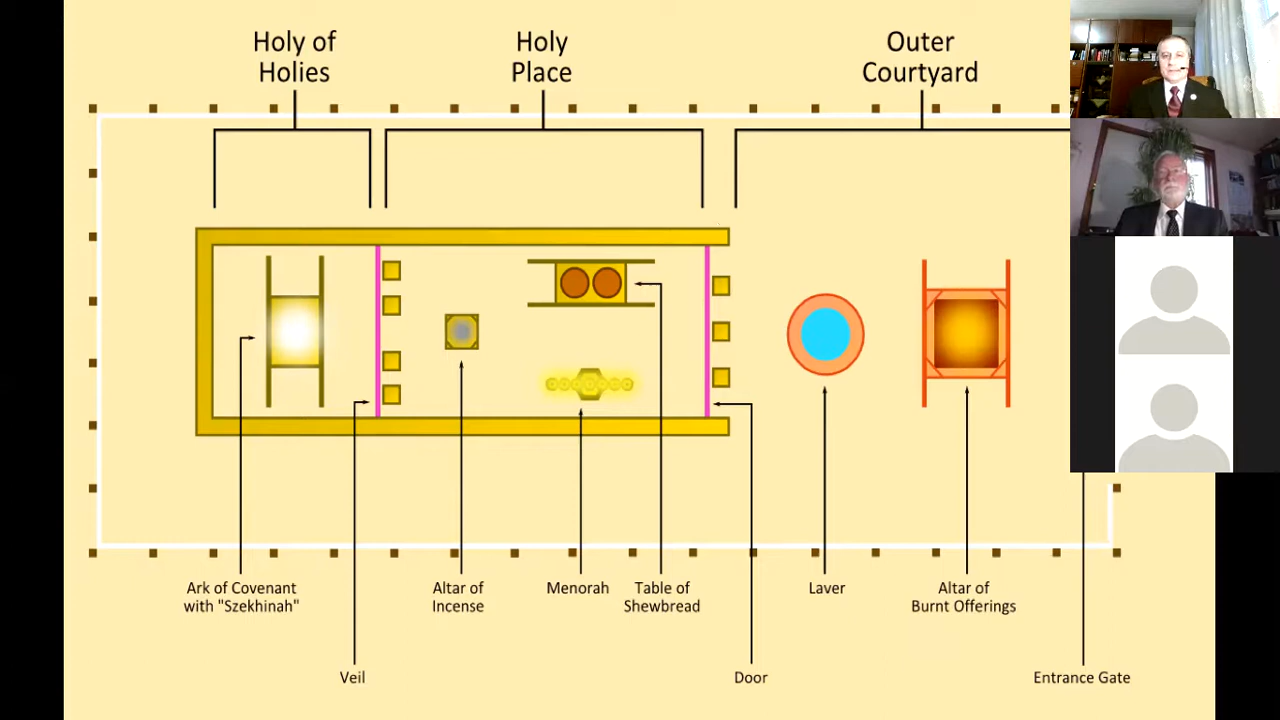 Holy of
Holies
Holy
Place
Outer
Courtyard
Ark of Covenant
with "Szekhinah"
Altar of
Incense
Menorah
Table of
Shewbread
Laver
Altar of
Burnt Offerings
Veil
Door
Entrance Gate